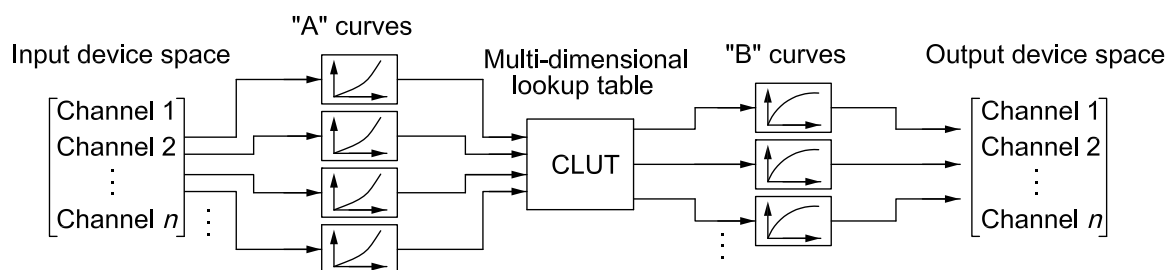 "A" curves
Input device space
Multi-dimensional
lookup table
"B" curves
Output device space
Channel 1
Channel 2
⋮
Channel n
⋮
CLUT
⋮
Channel 1
Channel 2
⋮
Channel n